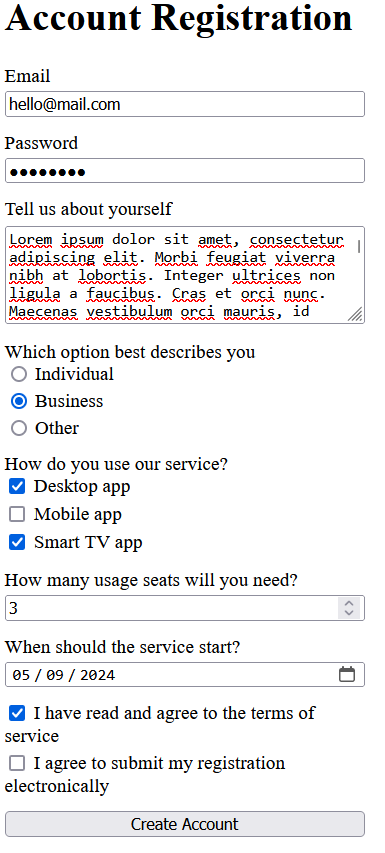 Account Registration
Email
hello@mail.com
Password
●●●●●●●●
Tell us about yourself
Lorem ipsum dolor sit amet, consectetur
adipiscing elit. Morbi feugiat viverra
nibh at lobortis. Integer ultrices non
ligula a faucibus. Cras et orci nunc.
Maecenas vestibulum orci mauris, id
Which option best describes you
Individual
Business
Other
How do you use our service?
Desktop app
Mobile app
Smart TV app
How many usage seats will you need?
3
When should the service start?
05 / 09 / 2024
I have read and agree to the terms of
service
I agree to submit my registration
electronically
Create Account